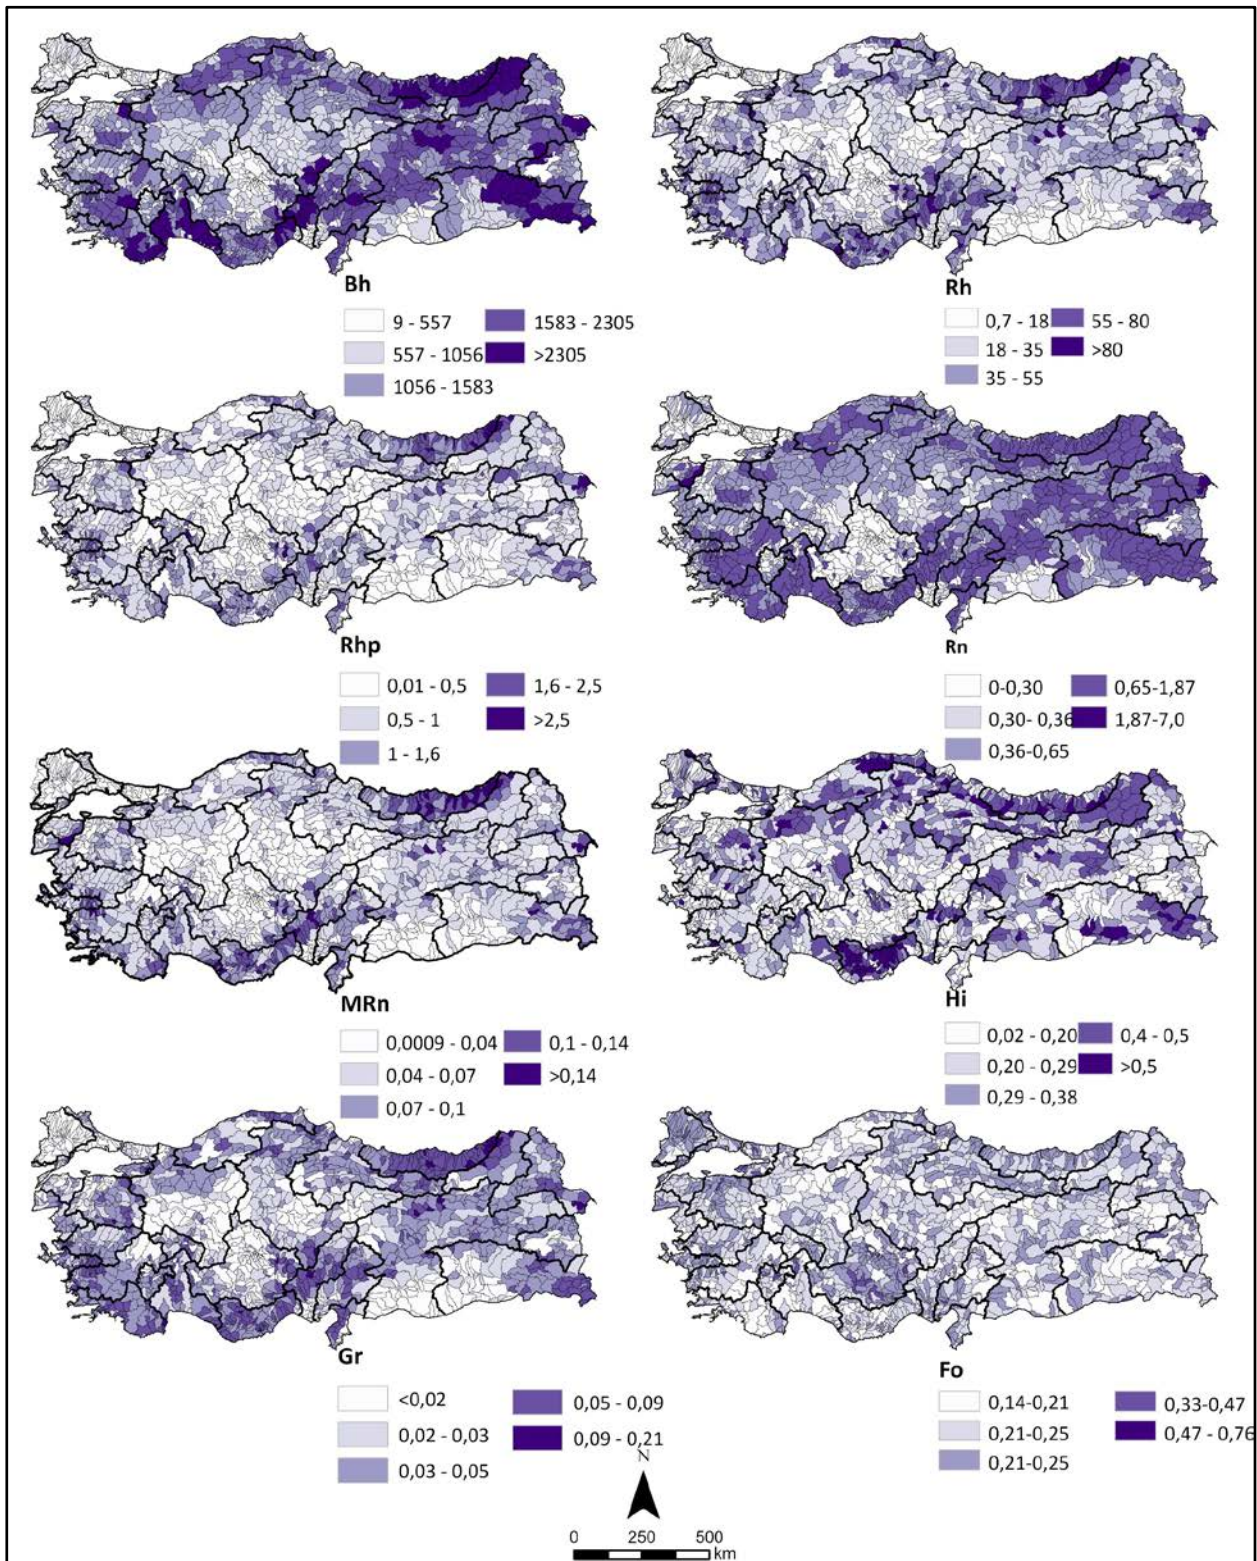 Bh
9 - 557
1583 - 2305
557 - 1056
>2305
1056 - 1583
Rh
0,7 - 18
55 - 80
18 - 35
>80
35 - 55
Rhp
0,01 - 0,5
1,6 - 2,5
0,5 - 1
>2,5
1 - 1,6
Rn
0-0,30
0,65-1,87
0,30- 0,36
1,87-7,0
0,36-0,65
MRn
0,0009 - 0,04
0,1 - 0,14
0,04 - 0,07
>0,14
0,07 - 0,1
Hi
0,02 - 0,20
0,4 - 0,5
0,20 - 0,29
>0,5
0,29 - 0,38
Gr
<0,02
0,05 - 0,09
0,02 - 0,03
0,09 - 0,21
0,03 - 0,05
Fo
0,14-0,21
0,33-0,47
0,21-0,25
0,47 - 0,76
0,21-0,25
N
0 250 500
km